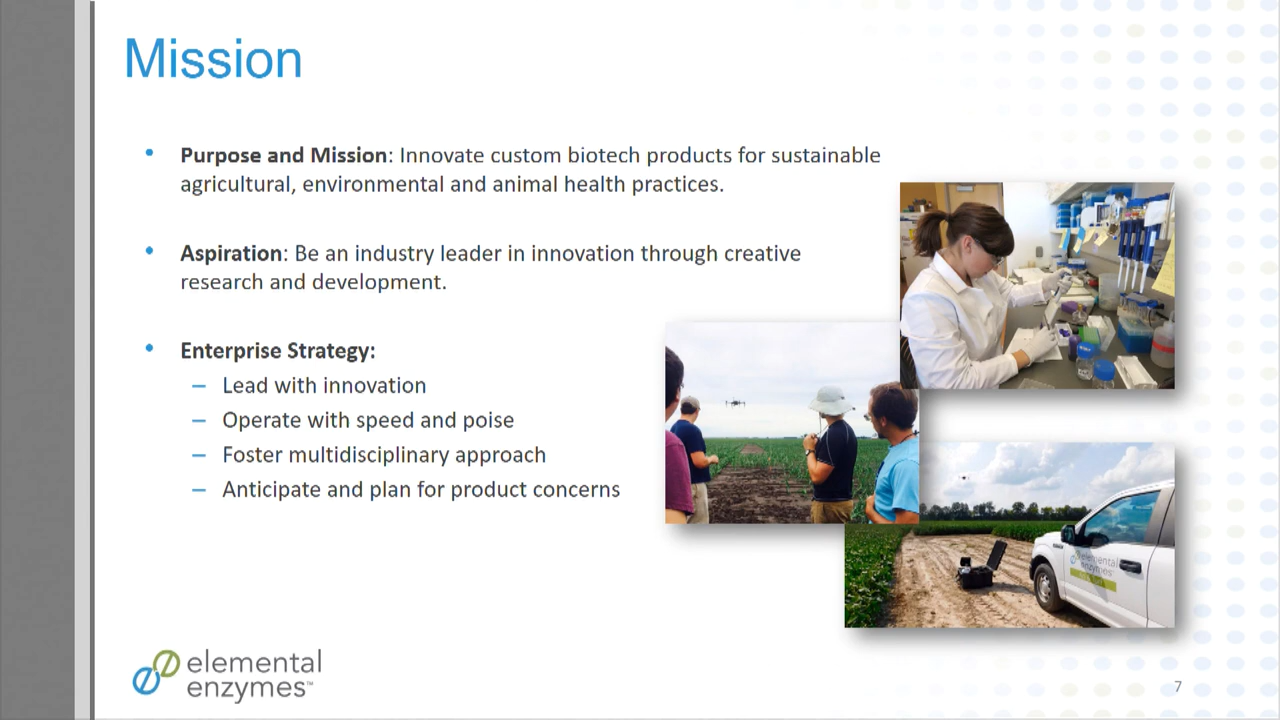 Mission
• Purpose and Mission: Innovate custom biotech products for sustainable
agricultural, environmental and animal health practices.
• Aspiration: Be an industry leader in innovation through creative
research and development.
• Enterprise Strategy:
– Lead with innovation
– Operate with speed and poise
– Foster multidisciplinary approach
– Anticipate and plan for product concerns
elemental
enzymes
elemental
enzymes™
7